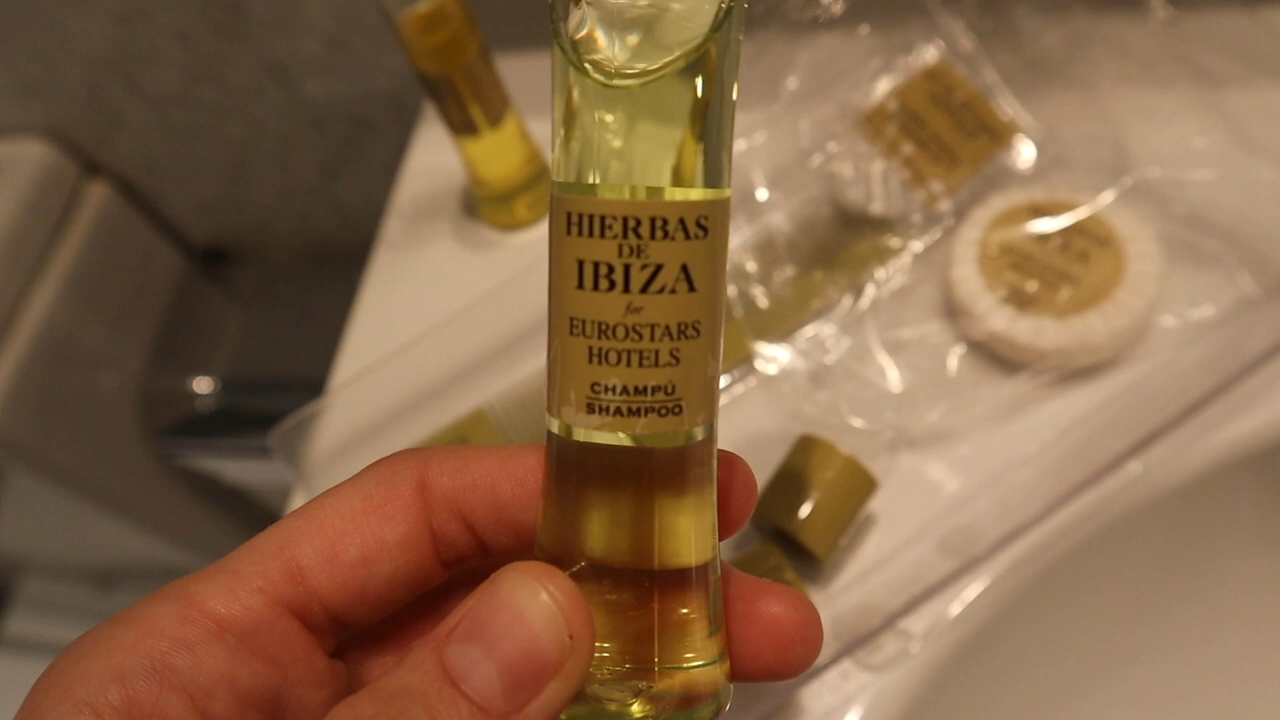 HIERBAS
DE
IBIZA
for
EUROSTARS
HOTELS
CHAMPÚ
SHAMPOO